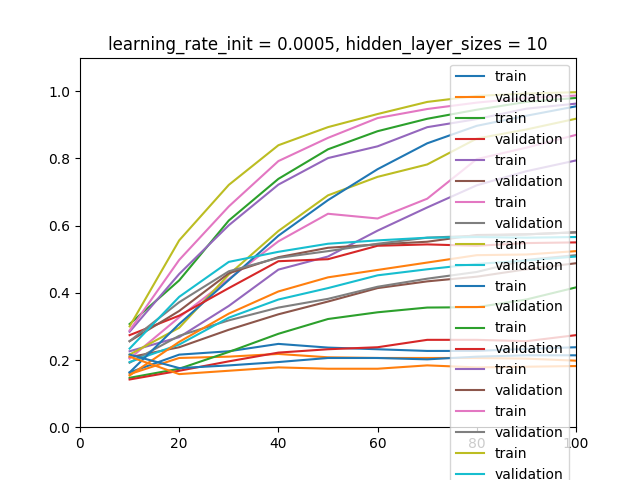 learning_rate_init = 0.0005, hidden_layer_sizes = 10
1.0
0.8
0.6
0.4
0.2
0.0
0
20
40
60
80
100
train
validation
train
validation
train
validation
train
validation
train
validation
train
validation
train
validation
train
validation
train
validation
train
validation